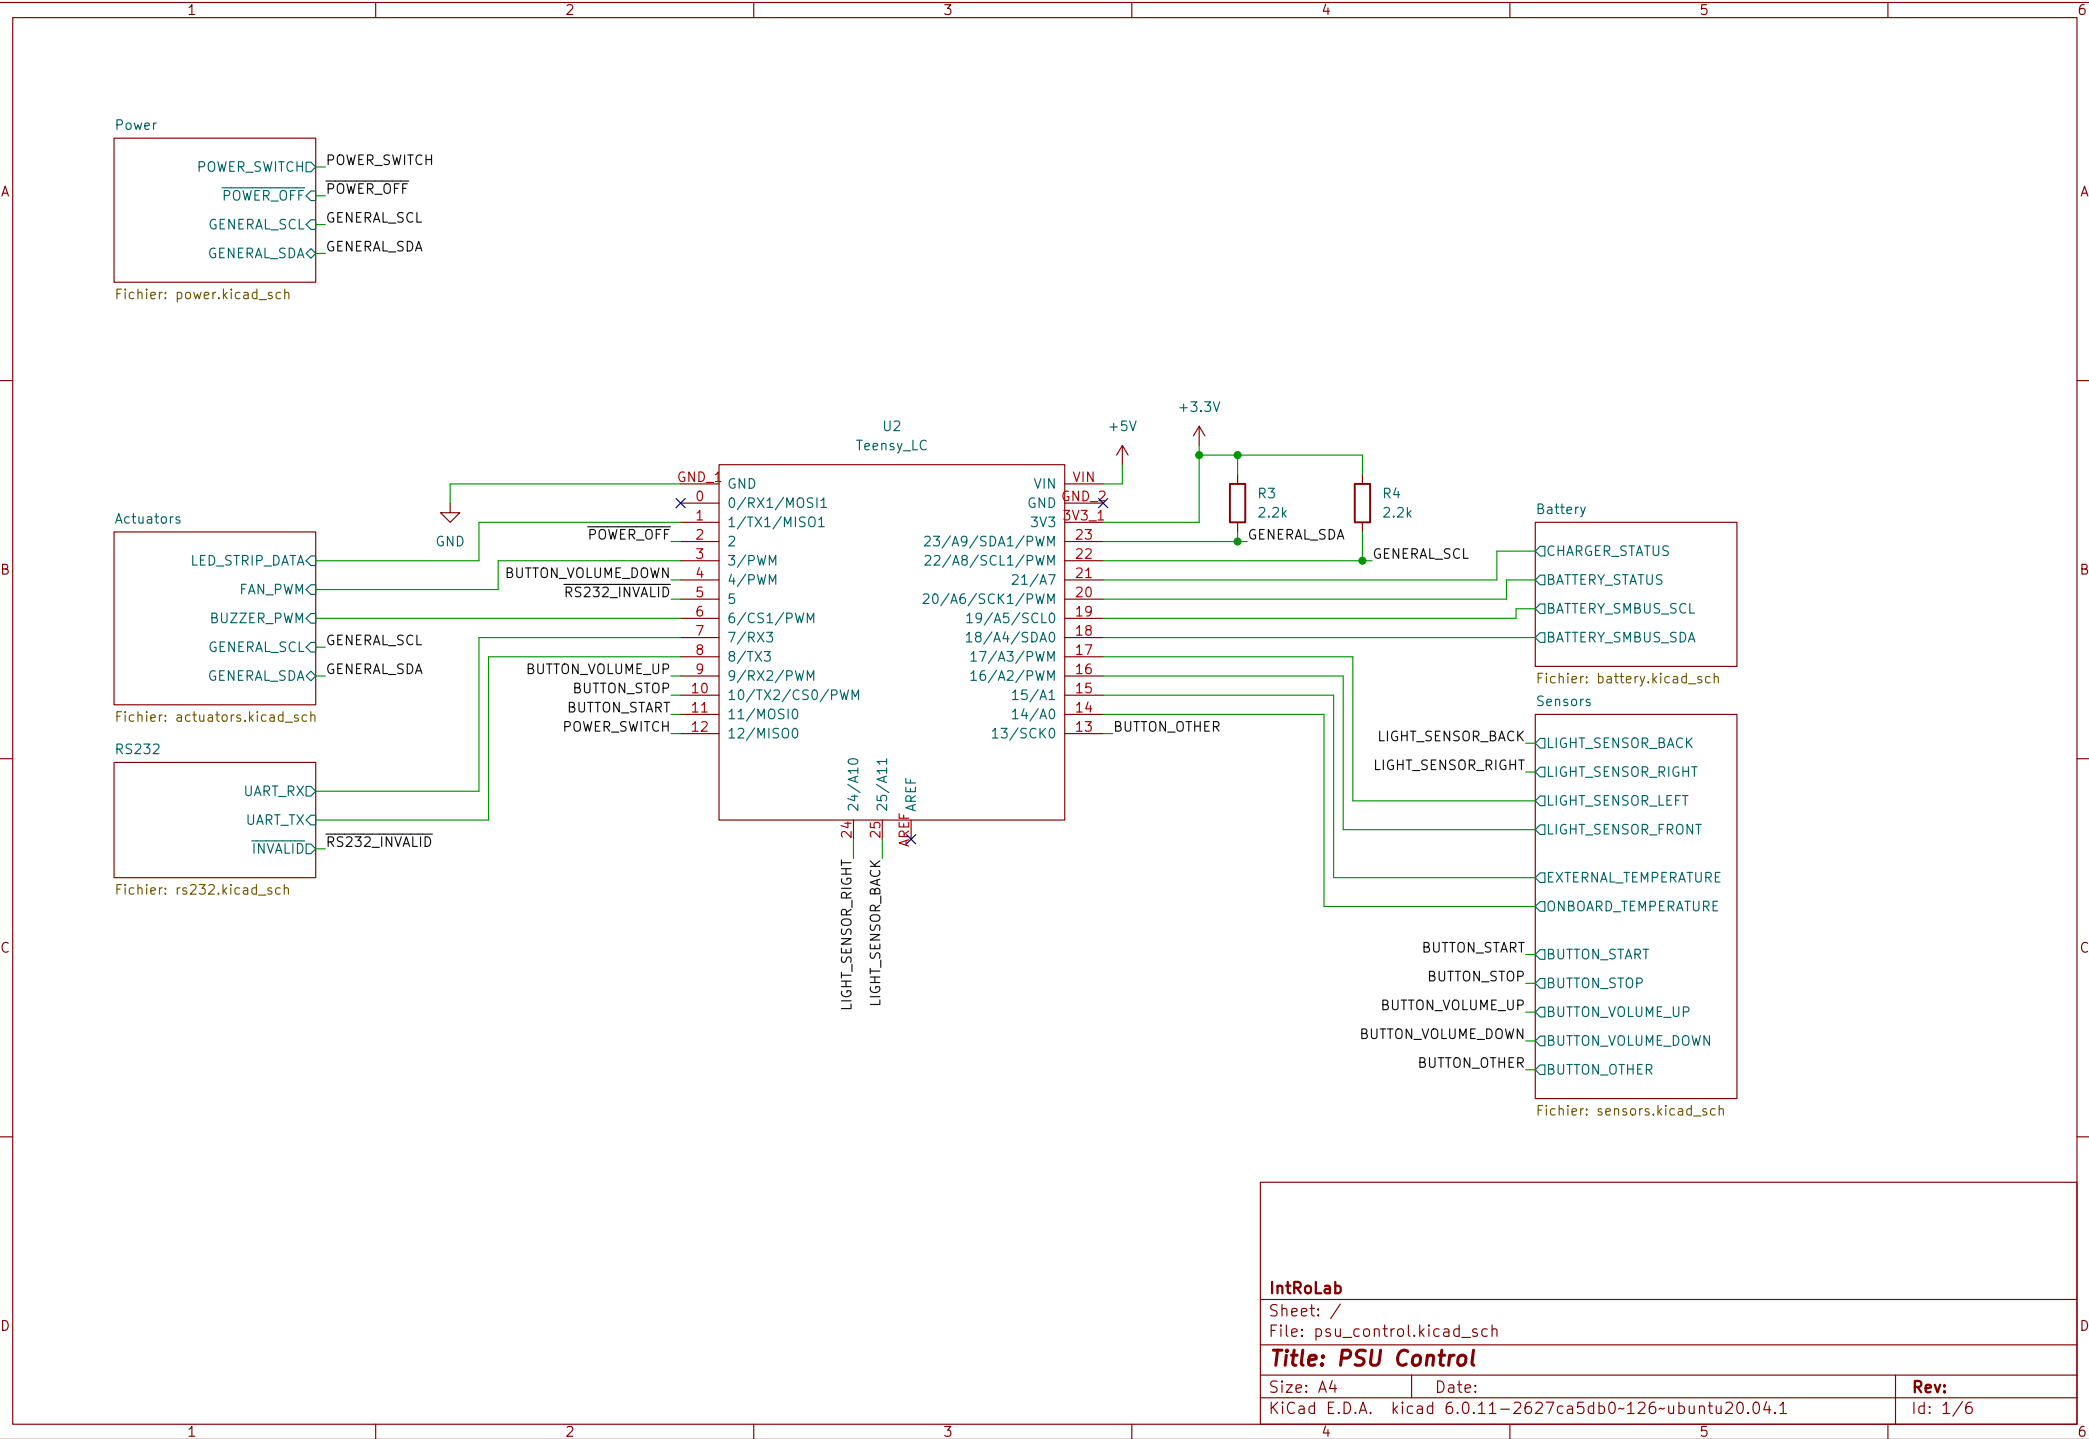 1 2 3 4 5 6
A A
B B
C C
D D
Power
POWER_SWITCH POWER_SWITCH
POWER_OFF POWER_OFF
GENERAL_SCL GENERAL_SCL
GENERAL_SDA GENERAL_SDA
Fichier: power.kicad_sch
Actuators
LED_STRIP_DATA
FAN_PWM
BUZZER_PWM
GENERAL_SCL GENERAL_SCL
GENERAL_SDA GENERAL_SDA
Fichier: actuators.kicad_sch
RS232
UART_RX
UART_TX
INVALID RS232_INVALID
Fichier: rs232.kicad_sch
GND
U2
Teensy_LC
GND_1 GND
0 0/RX1/MOSI1
1 1/TX1/MISO1
POWER_OFF 2 2
3 3/PWM
BUTTON_VOLUME_DOWN 4 4/PWM
RS232_INVALID 5 5
6 6/CS1/PWM
7 7/RX3
8 8/TX3
BUTTON_VOLUME_UP 9 9/RX2/PWM
BUTTON_STOP 10 10/TX2/CS0/PWM
BUTTON_START 11 11/MOSI0
POWER_SWITCH 12 12/MISO0
VIN VIN
GND GND_2
3V3 3V3_1
23/A9/SDA1/PWM 23 GENERAL_SDA
22/A8/SCL1/PWM 22 GENERAL_SCL
21/A7 21
20/A6/SCK1/PWM 20
19/A5/SCL0 19
18/A4/SDA0 18
17/A3/PWM 17
16/A2/PWM 16
15/A1 15
14/A0 14
13/SCK0 13 BUTTON_OTHER
24/A10 24 LIGHT_SENSOR_RIGHT
25/A11 25 LIGHT_SENSOR_BACK
AREF AREF
+5V
+3.3V
R3
2.2k
R4
2.2k
Battery
CHARGER_STATUS
BATTERY_STATUS
BATTERY_SMBUS_SCL
BATTERY_SMBUS_SDA
Fichier: battery.kicad_sch
Sensors
LIGHT_SENSOR_BACK LIGHT_SENSOR_BACK
LIGHT_SENSOR_RIGHT LIGHT_SENSOR_RIGHT
LIGHT_SENSOR_LEFT
LIGHT_SENSOR_FRONT
EXTERNAL_TEMPERATURE
ONBOARD_TEMPERATURE
BUTTON_START BUTTON_START
BUTTON_STOP BUTTON_STOP
BUTTON_VOLUME_UP BUTTON_VOLUME_UP
BUTTON_VOLUME_DOWN BUTTON_VOLUME_DOWN
BUTTON_OTHER BUTTON_OTHER
Fichier: sensors.kicad_sch
IntRoLab
Sheet: /
File: psu_control.kicad_sch
Title: PSU Control
Size: A4 Date: Rev:
KiCad E.D.A. kicad 6.0.11-2627ca5db0~126~ubuntu20.04.1 Id: 1/6
1 2 3 4 5 6